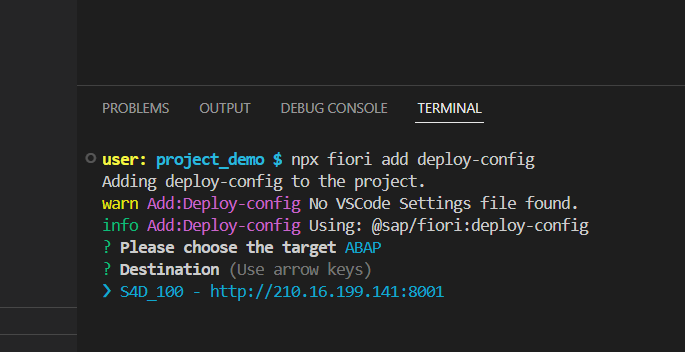 PROBLEMS OUTPUT DEBUG CONSOLE TERMINAL
user: project_demo $ npx fiori add deploy-config
Adding deploy-config to the project.
warn Add:Deploy-config No VSCode Settings file found.
info Add:Deploy-config Using: @sap/fiori:deploy-config
? Please choose the target ABAP
? Destination (Use arrow keys)
❯ S4D_100 - http://210.16.199.141:8001